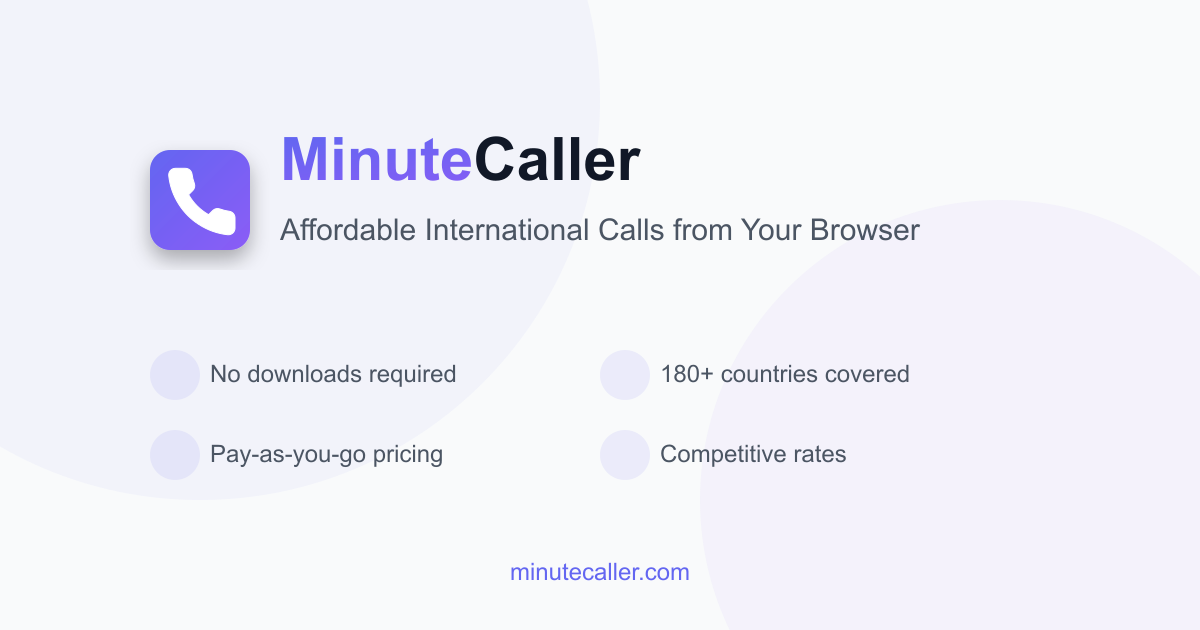 MinuteCaller
Affordable International Calls from Your Browser
No downloads required
180+ countries covered
Pay-as-you-go pricing
Competitive rates
minutecaller.com